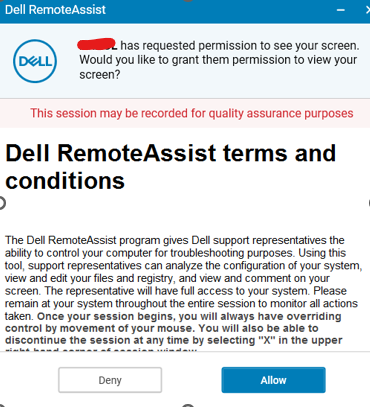 Dell RemoteAssist
has requested permission to see your screen.
DELL
Would you like to grant them permission to view your
screen?
This session may be recorded for quality assurance purposes
Dell RemoteAssist terms and
conditions
The Dell RemoteAssist program gives Dell support representatives the
ability to control your computer for troubleshooting purposes. Using this
tool, support representatives can analyze the configuration of your system,
view and edit your files and registry, and view and comment on your
screen. The representative will have full access to your system. Please
remain at your system throughout the entire session to monitor all actions
taken. Once your session begins, you will always have overriding
control by movement of your mouse. You will also be able to
discontinue the session at any time by selecting "X" in the upper
right-hand corner of session window
Deny
Allow